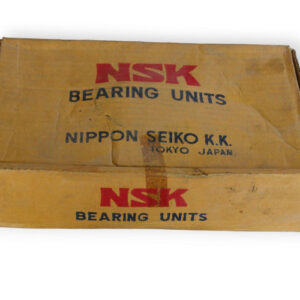 NSK
BEARING UNITS
NIPPON SEIKO K.K.
TOKYO JAPAN.
NSK
BEARING UNITS